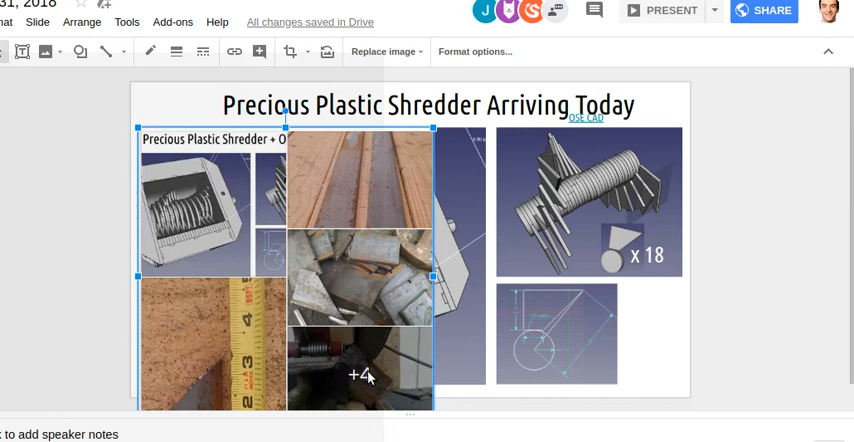 31, 2018
mat Slide Arrange Tools Add-ons Help All changes saved in Drive
J
PRESENT
SHARE
Replace image
Format options...
Precious Plastic Shredder Arriving Today
OSE CAD
Precious Plastic Shredder + O
x 18
4
3
2
+4
k to add speaker notes